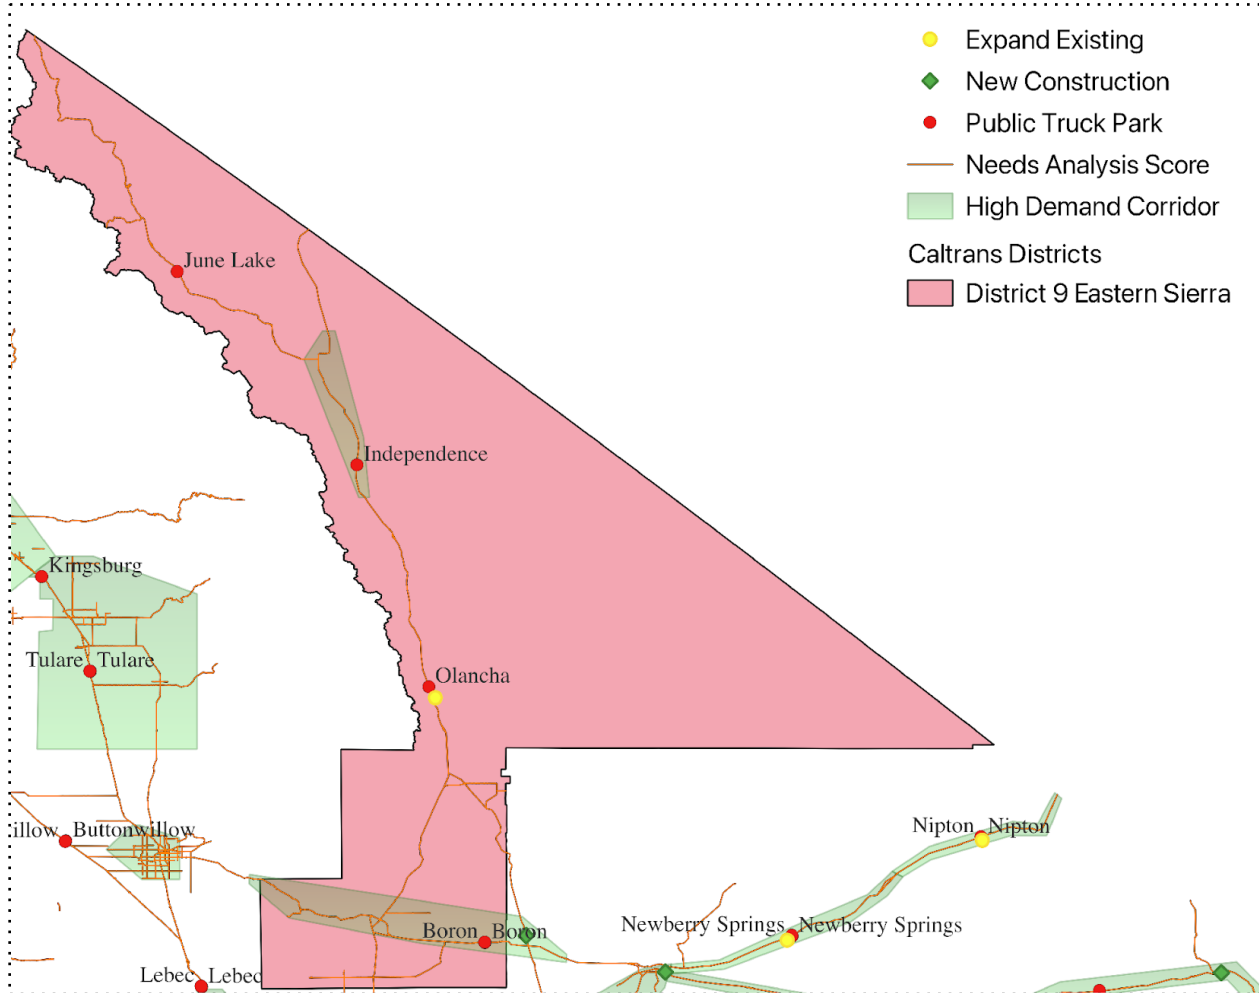 Expand Existing
New Construction
Public Truck Park
Needs Analysis Score
High Demand Corridor
Caltrans Districts
District 9 Eastern Sierra
June Lake
Independence
Kingsburg
Tulare Tulare
Olancha
illow Buttonwillow
Nipton Nipton
Newberry Springs Newberry Springs
Boron Boron
Lebec Lebec